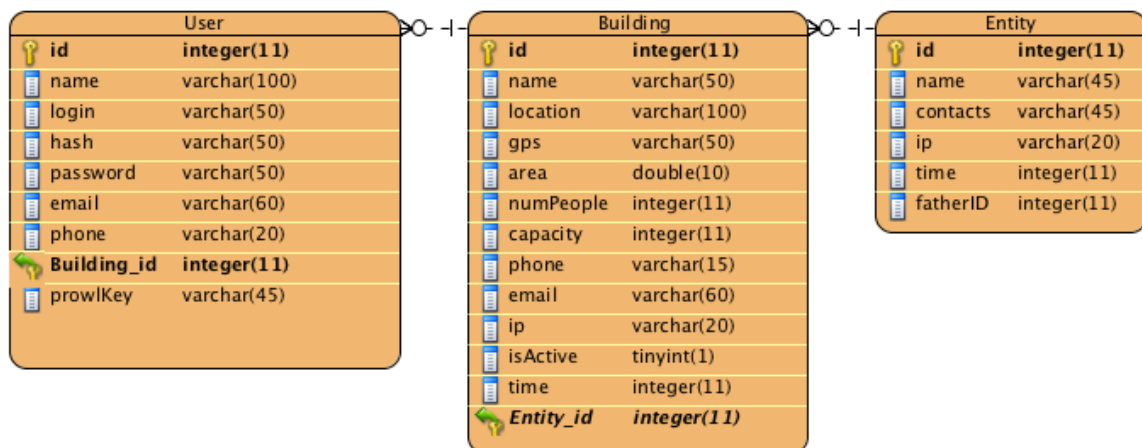 User
id integer(11)
name varchar(100)
login varchar(50)
hash varchar(50)
password varchar(50)
email varchar(60)
phone varchar(20)
Building_id integer(11)
prowlKey varchar(45)
Building
id integer(11)
name varchar(50)
location varchar(100)
gps varchar(50)
area double(10)
numPeople integer(11)
capacity integer(11)
phone varchar(15)
email varchar(60)
ip varchar(20)
isActive tinyint(1)
time integer(11)
Entity_id integer(11)
Entity
id integer(11)
name varchar(45)
contacts varchar(45)
ip varchar(20)
time integer(11)
fatherID integer(11)